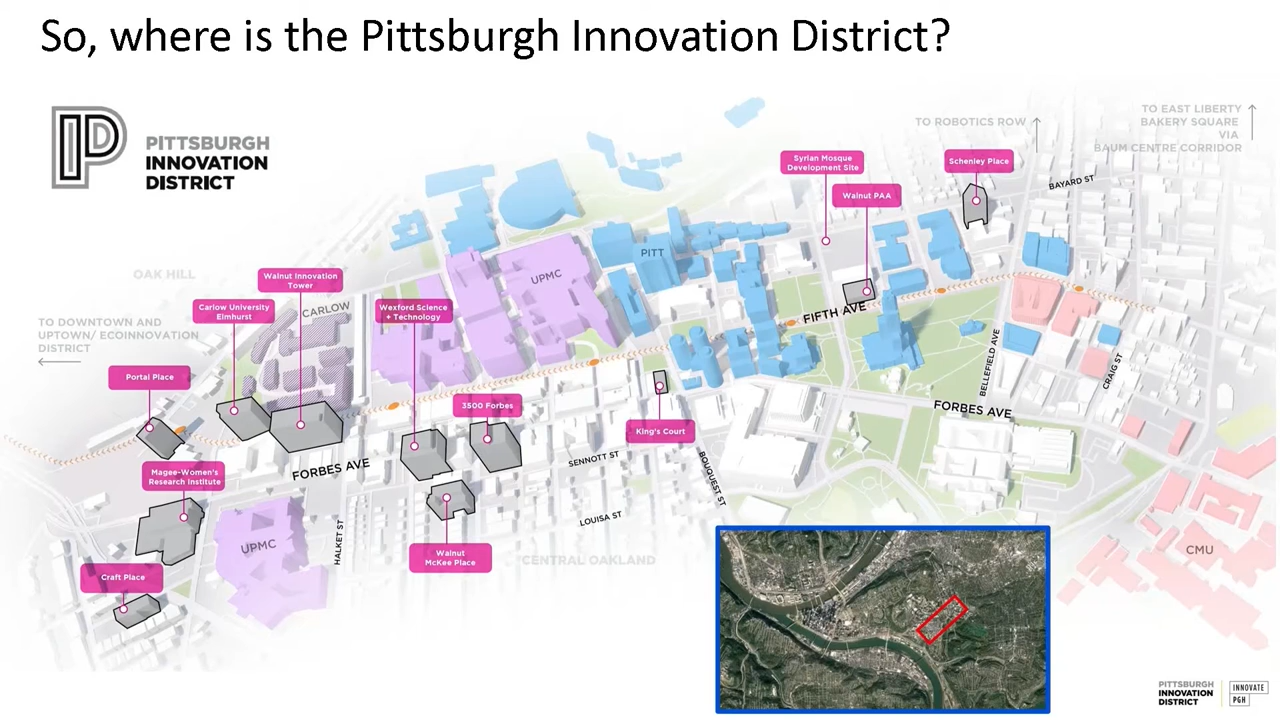 So, where is the Pittsburgh Innovation District?
PITTSBURGH
INNOVATION
DISTRICT
TO ROBOTICS ROW
TO EAST LIBERTY
BAKERY SQUARE
VIA
BAUM CENTRE CORRIDOR
Syrian Mosque
Development Site
Schenley Place
Walnut PAA
BAYARD ST
PITT
UPMC
OAK HILL
Walnut Innovation
Tower
Carlow University
Elmhurst
CARLOW
Wexford Science
+ Technology
FIFTH AVE
TO DOWNTOWN AND
UPTOWN/ ECOINNOVATION
DISTRICT
BELLEFIELD AVE
CRAIG ST
Portal Place
3500 Forbes
King's Court
FORBES AVE
FORBES AVE
SENNOTT ST
BOUQUEST ST
Magee-Women's
Research Institute
LOUISA ST
HALKET ST
UPMC
Walnut
McKee Place
CENTRAL OAKLAND
CMU
Craft Place
PITTSBURGH
INNOVATION
DISTRICT
INNOVATE
PGH